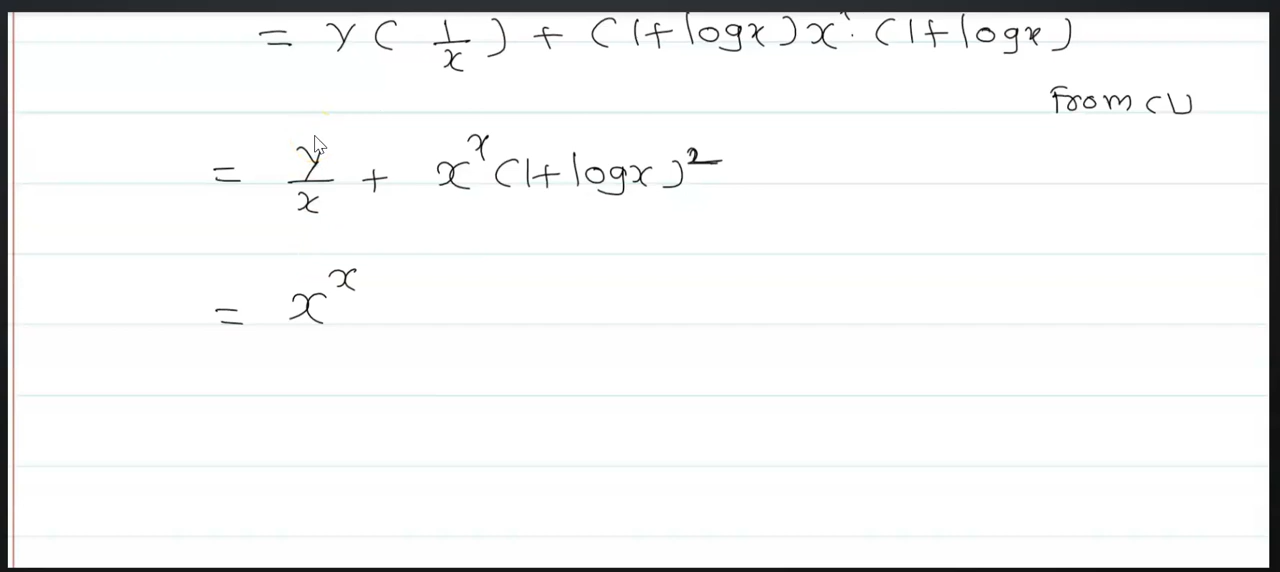 = y ( 1/x ) + (1+logx) x^x (1+logx)
From (1)
= y/x + x^x (1+logx)^2
= x^x